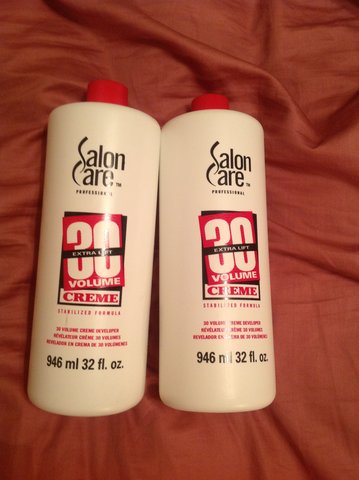 Salon
Care™
PROFESSIONAL
30
EXTRA LIFT
VOLUME
CREME
STABILIZED FORMULA
30 VOLUME CREME DEVELOPER
RÉVÉLATEUR CRÈME 30 VOLUMES
REVELADOR EN CREMA DE 30 VOLÚMENES
946 ml 32 fl. oz.
Salon
Care™
PROFESSIONAL
30
EXTRA LIFT
VOLUME
CREME
STABILIZED FORMULA
30 VOLUME CREME DEVELOPER
RÉVÉLATEUR CRÈME 30 VOLUMES
REVELADOR EN CREMA DE 30 VOLÚMENES
946 ml 32 fl. oz.